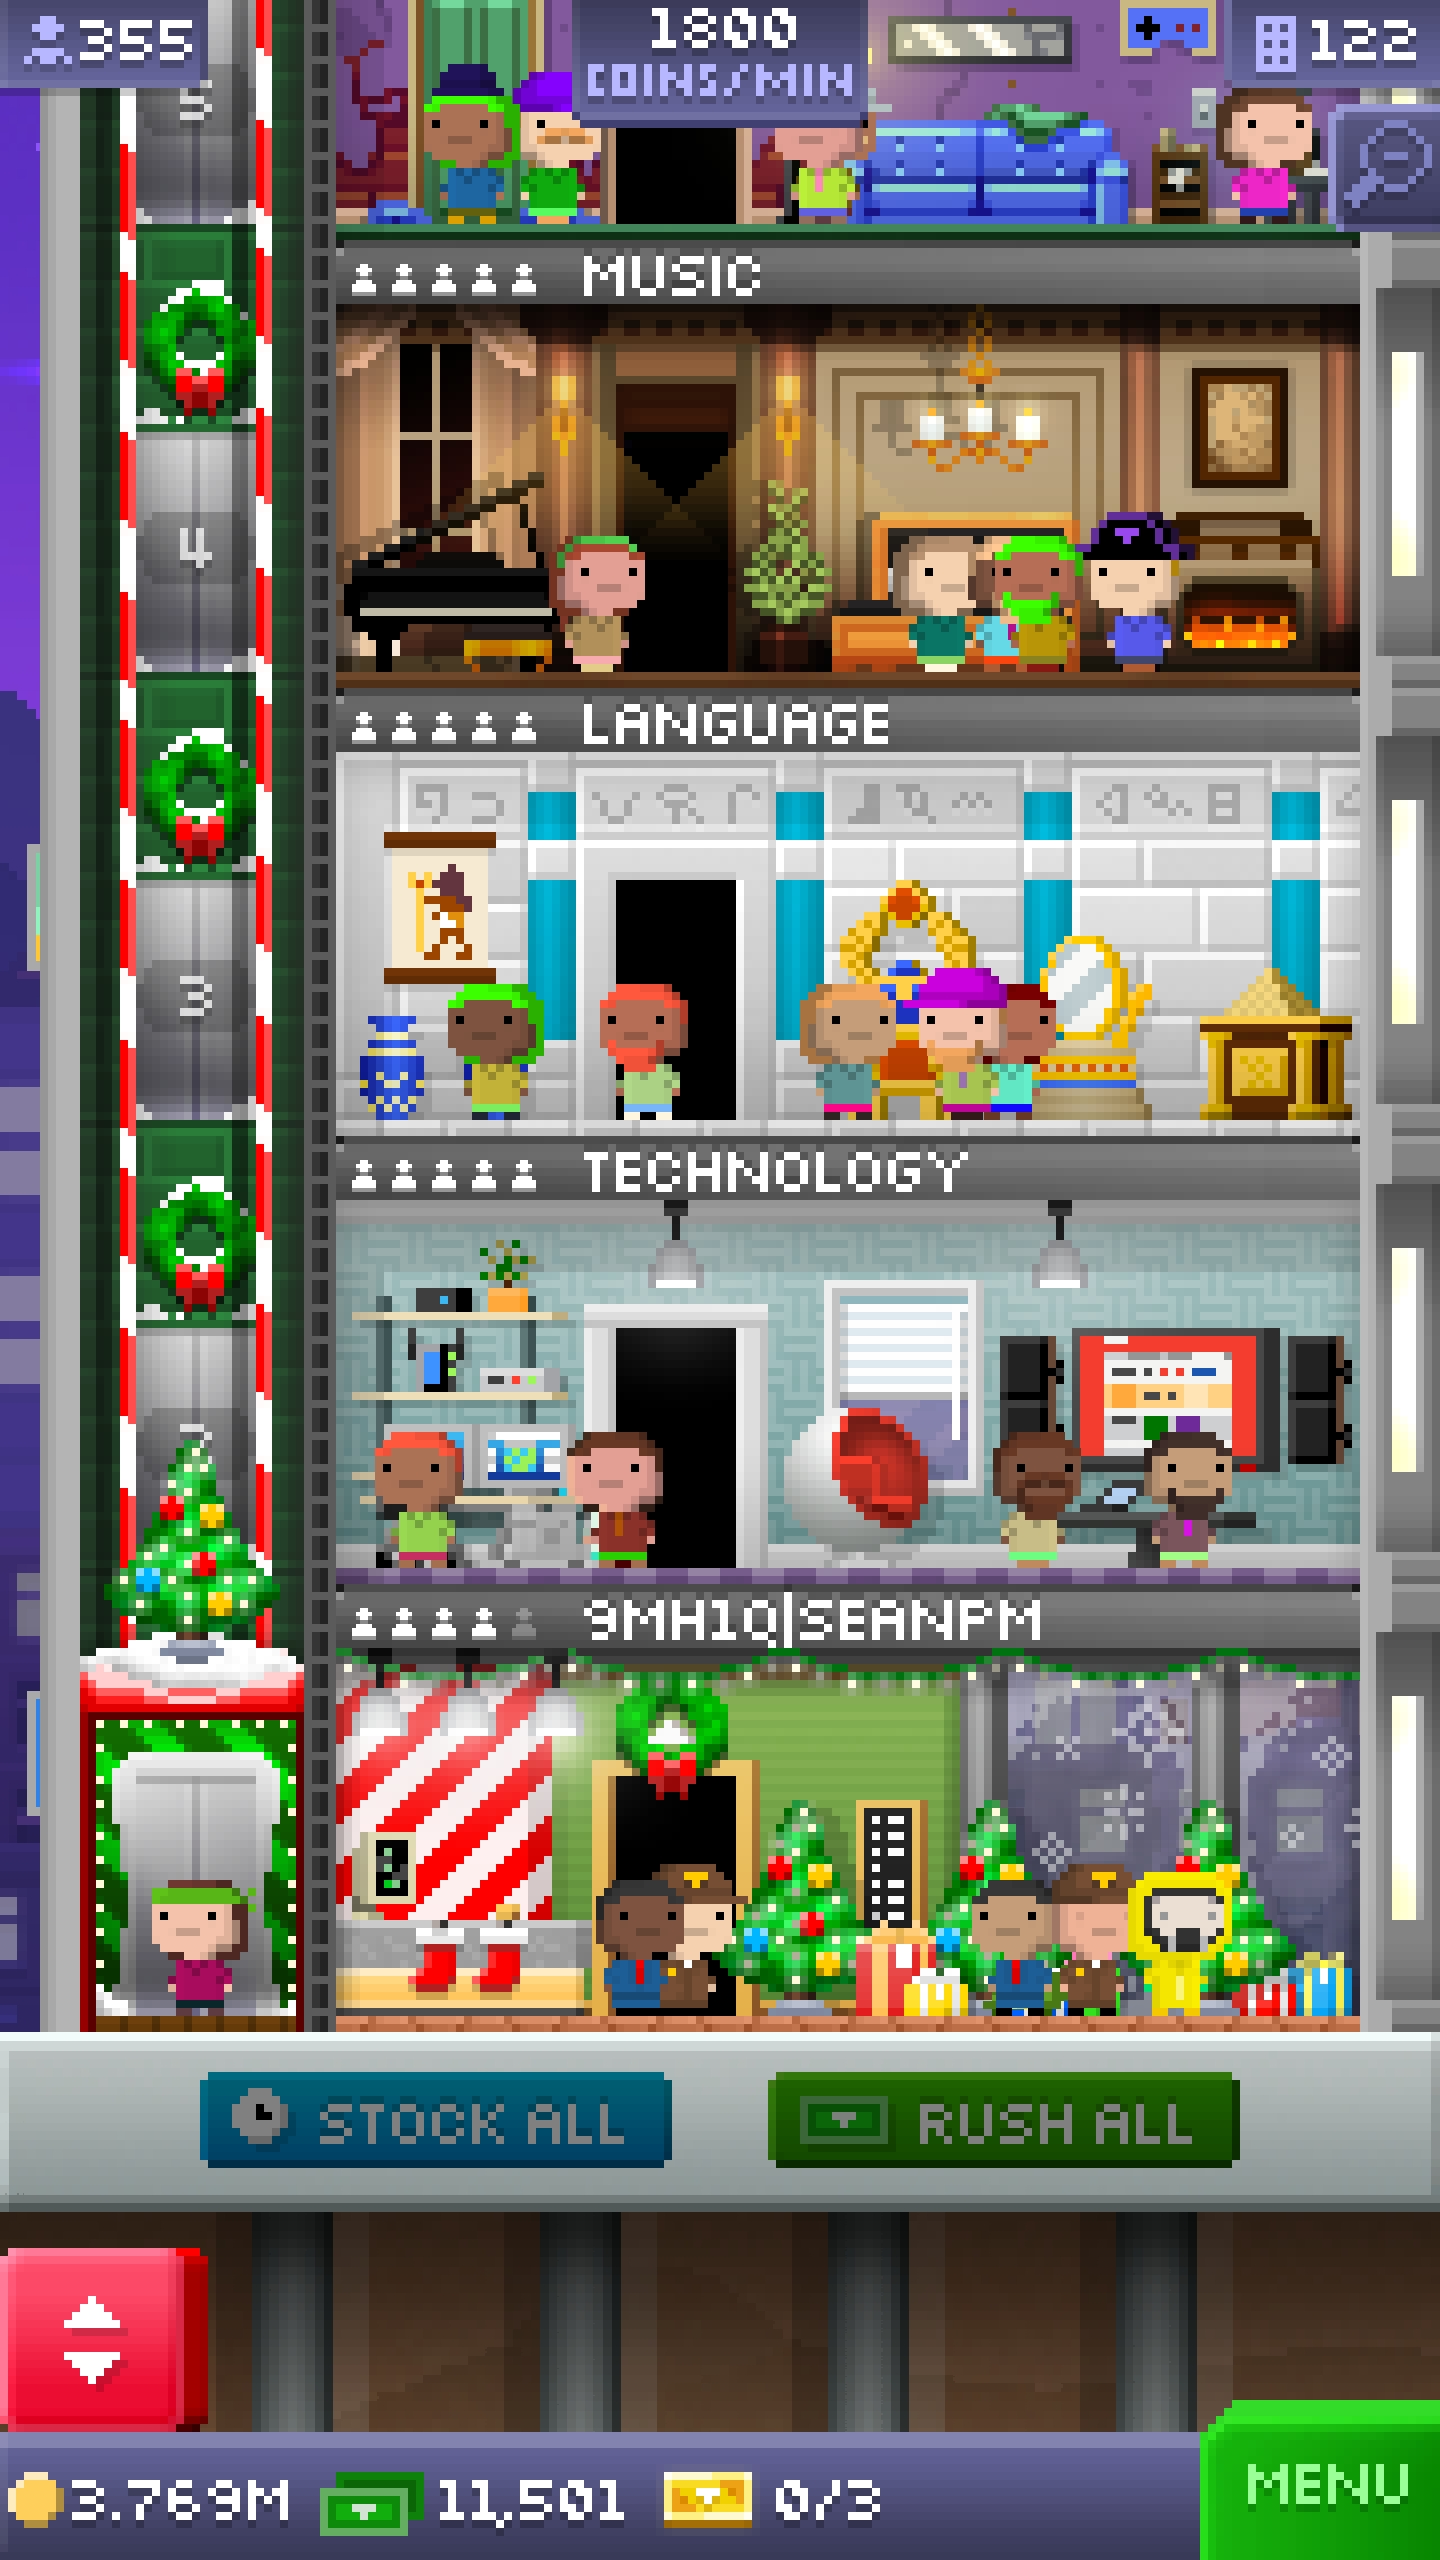 355
1800
COINS/MIN
122
5
MUSIC
4
LANGUAGE
3
TECHNOLOGY
2
9MH1Q|SEANPM
STOCK ALL
RUSH ALL
3.769M
11,501
0/3
MENU